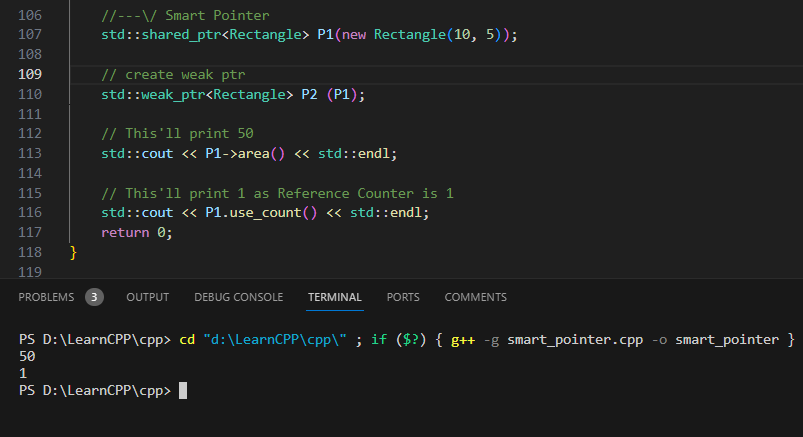 106 //---\/ Smart Pointer
107 std::shared_ptr<Rectangle> P1(new Rectangle(10, 5));
108
109 // create weak ptr
110 std::weak_ptr<Rectangle> P2 (P1);
111
112 // This'll print 50
113 std::cout << P1->area() << std::endl;
114
115 // This'll print 1 as Reference Counter is 1
116 std::cout << P1.use_count() << std::endl;
117 return 0;
118 }
119
PROBLEMS 3 OUTPUT DEBUG CONSOLE TERMINAL PORTS COMMENTS
PS D:\LearnCPP\cpp> cd "d:\LearnCPP\cpp\" ; if ($?) { g++ -g smart_pointer.cpp -o smart_pointer }
50
1
PS D:\LearnCPP\cpp>